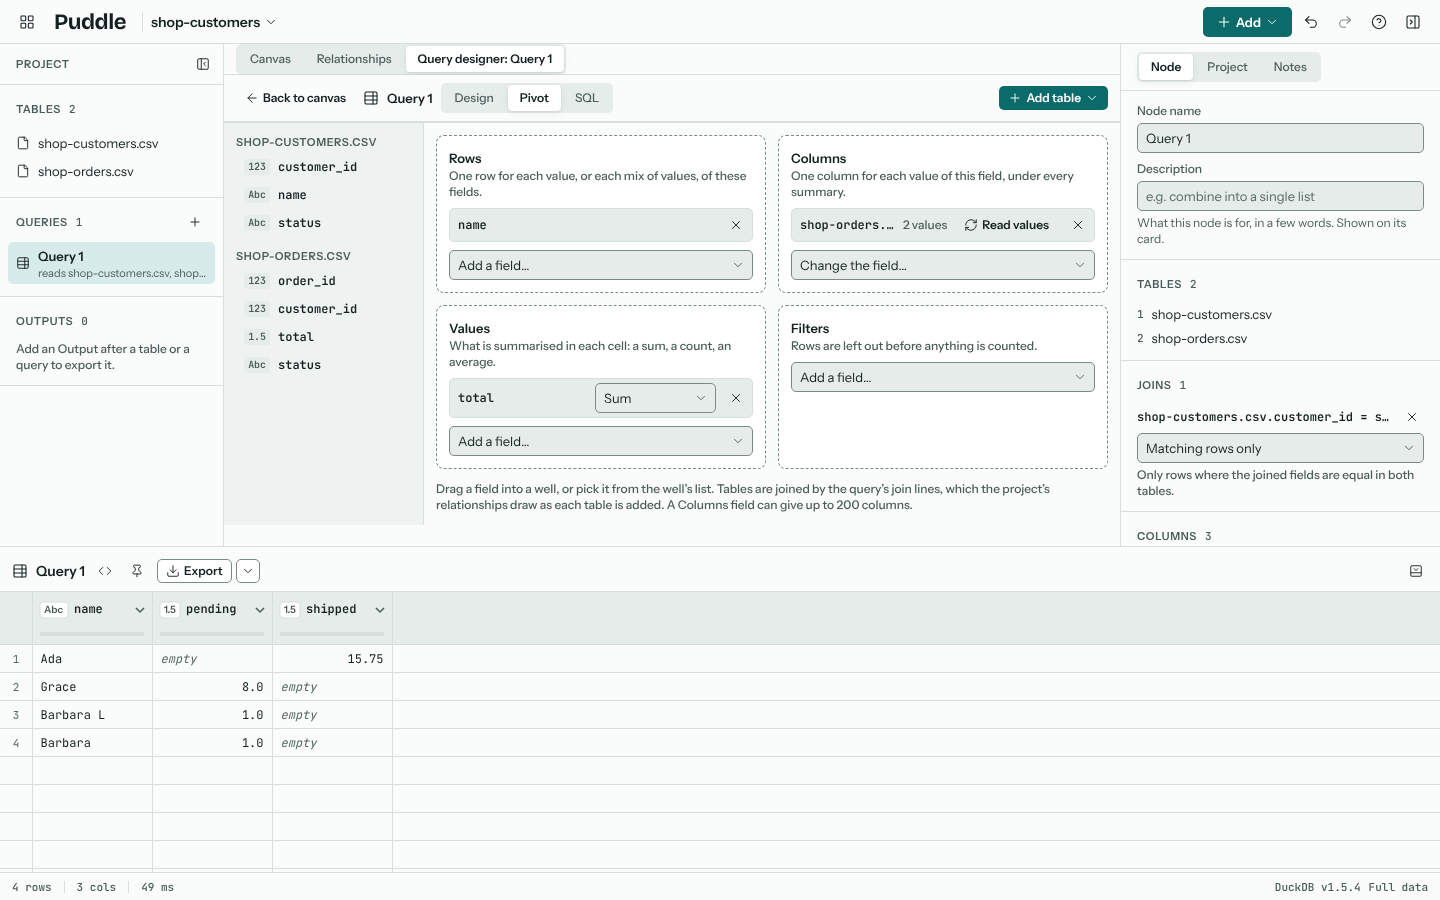 Puddle
shop-customers
Add
PROJECT
TABLES 2
shop-customers.csv
shop-orders.csv
QUERIES 1
Query 1
reads shop-customers.csv, shop...
OUTPUTS 0
Add an Output after a table or a
query to export it.
Canvas
Relationships
Query designer: Query 1
Back to canvas
Query 1
Design
Pivot
SQL
Add table
SHOP-CUSTOMERS.CSV
123 customer_id
Abc name
Abc status
SHOP-ORDERS.CSV
123 order_id
123 customer_id
1.5 total
Abc status
Rows
One row for each value, or each mix of values, of these
fields.
name
Add a field...
Columns
One column for each value of this field, under every
summary.
shop-orders.... 2 values Read values
Change the field...
Values
What is summarised in each cell: a sum, a count, an
average.
total Sum
Add a field...
Filters
Rows are left out before anything is counted.
Add a field...
Drag a field into a well, or pick it from the well's list. Tables are joined by the query's join lines, which the project's
relationships draw as each table is added. A Columns field can give up to 200 columns.
Node
Project
Notes
Node name
Query 1
Description
e.g. combine into a single list
What this node is for, in a few words. Shown on its
card.
TABLES 2
1 shop-customers.csv
2 shop-orders.csv
JOINS 1
shop-customers.csv.customer_id = s...
Matching rows only
Only rows where the joined fields are equal in both
tables.
COLUMNS 3
Query 1
Export
Abc name 1.5 pending 1.5 shipped
1 Ada empty 15.75
2 Grace 8.0 empty
3 Barbara L 1.0 empty
4 Barbara 1.0 empty
4 rows 3 cols 49 ms
DuckDB v1.5.4 Full data